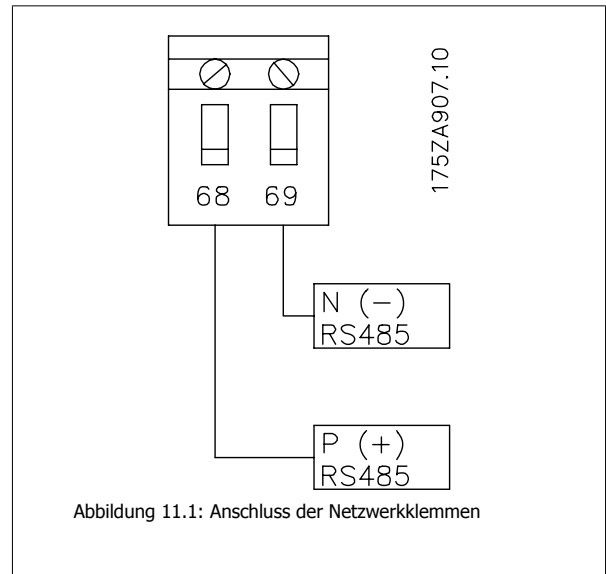 175ZA907.10
68 69
N (-)
RS485
P (+)
RS485
Abbildung 11.1: Anschluss der Netzwerkklemmen